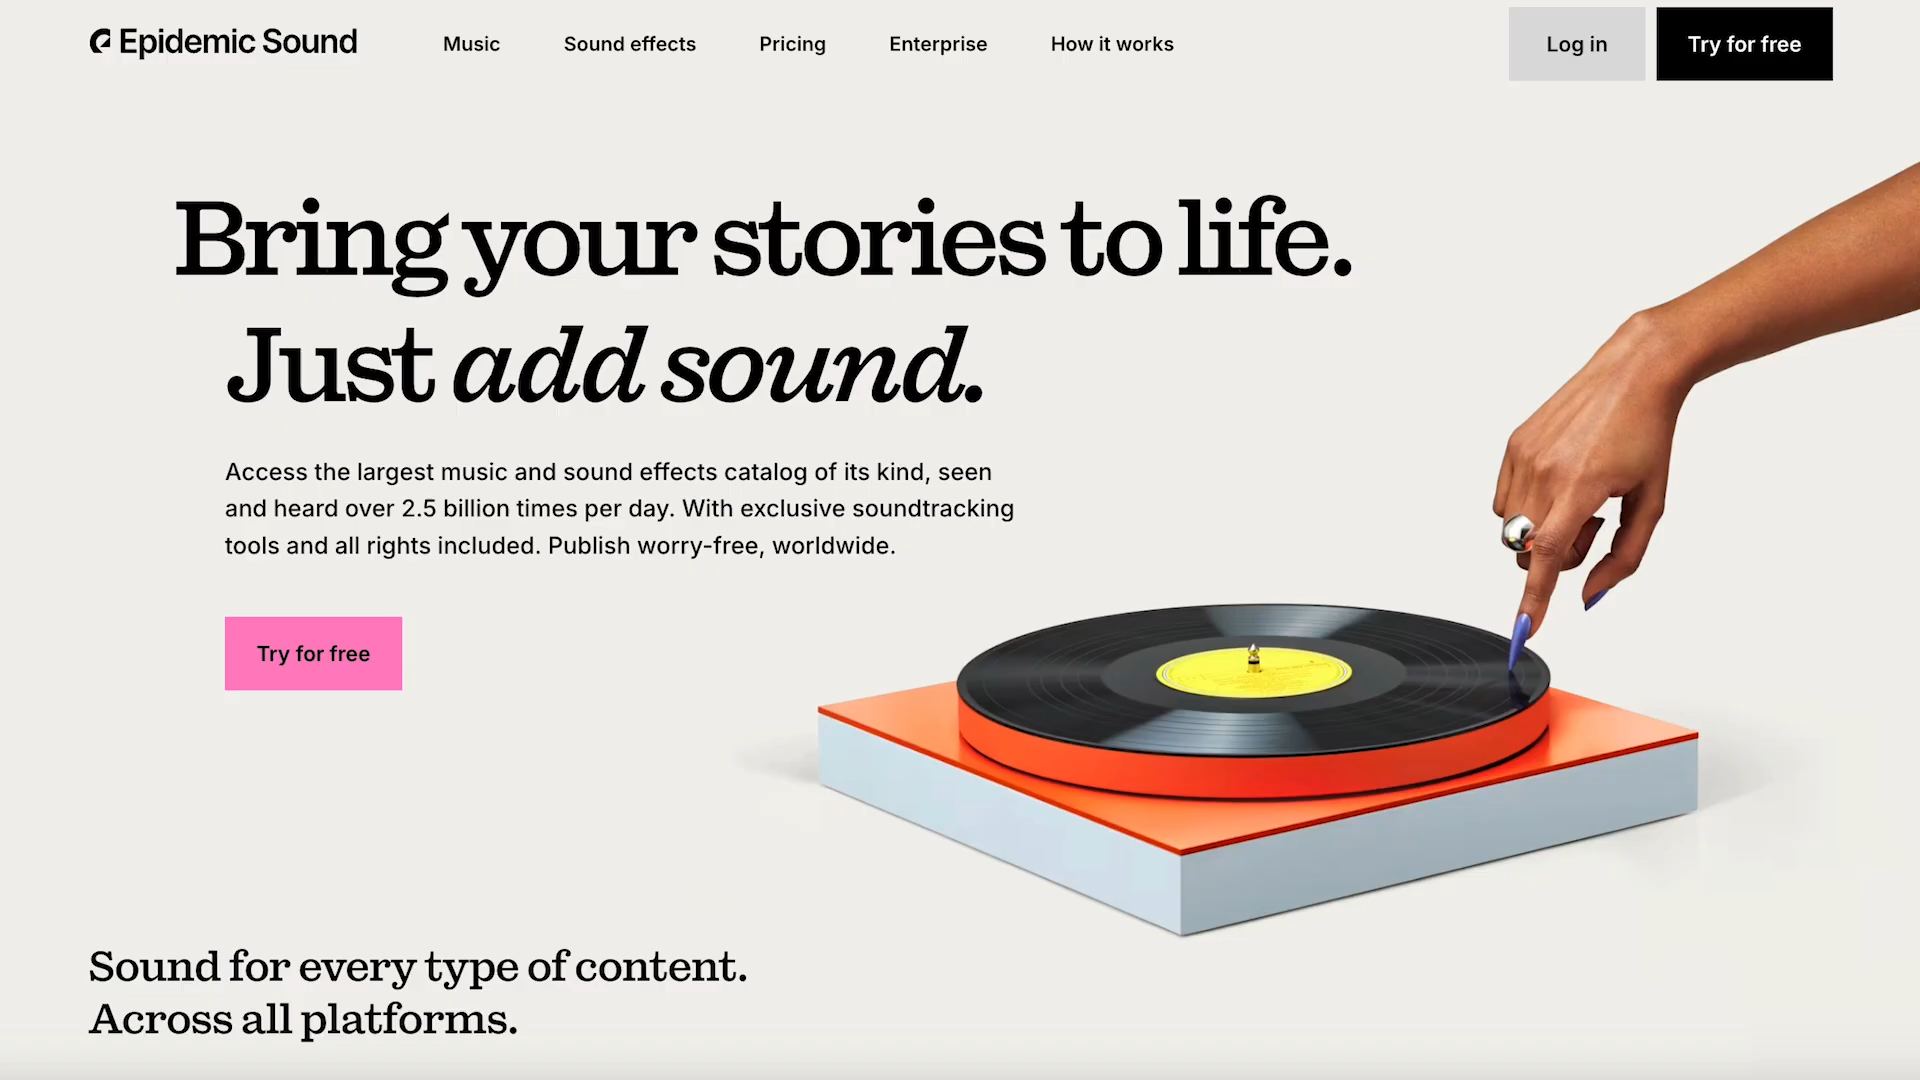 Epidemic Sound
Music
Sound effects
Pricing
Enterprise
How it works
Log in
Try for free
Bring your stories to life.
Just add sound.
Access the largest music and sound effects catalog of its kind, seen
and heard over 2.5 billion times per day. With exclusive soundtracking
tools and all rights included. Publish worry-free, worldwide.
Try for free
Sound for every type of content.
Across all platforms.